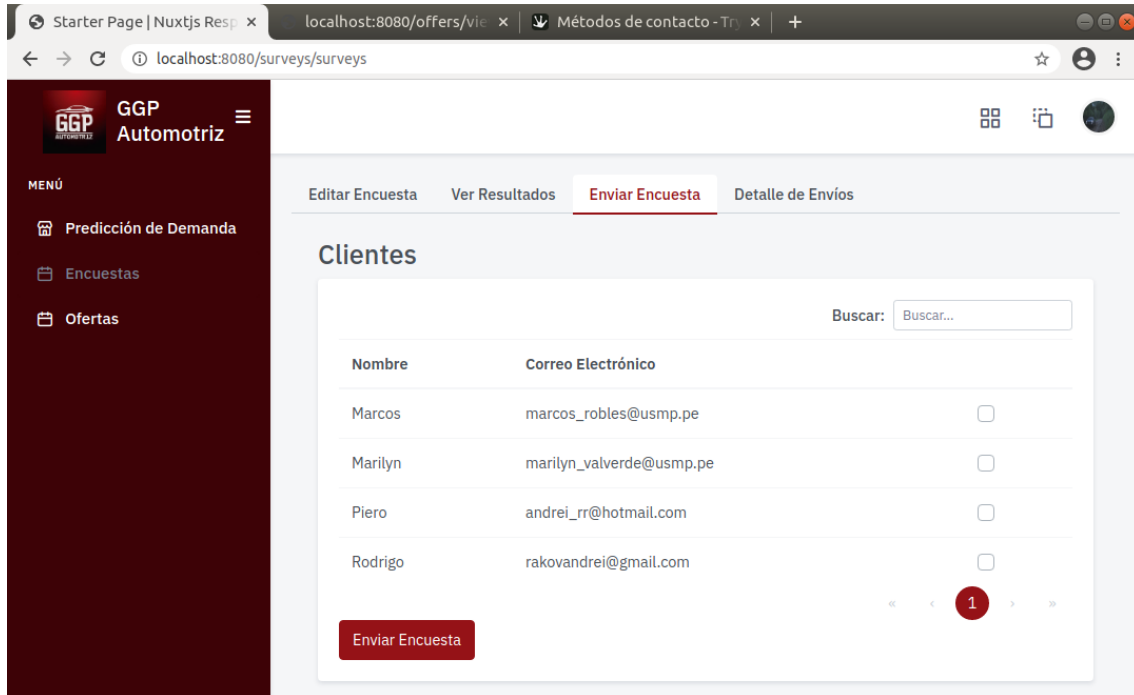 Starter Page | Nuxtjs Resp
localhost:8080/offers/vie
Métodos de contacto - Tr
localhost:8080/surveys/surveys
GGP
AUTOMOTRIZ
GGP
Automotriz
MENÚ
Predicción de Demanda
Encuestas
Ofertas
Editar Encuesta Ver Resultados Enviar Encuesta Detalle de Envíos
Clientes
Buscar: Buscar...
Nombre Correo Electrónico
Marcos marcos_robles@usmp.pe
Marilyn marilyn_valverde@usmp.pe
Piero andrei_rr@hotmail.com
Rodrigo rakovandrei@gmail.com
« ‹ 1 › »
Enviar Encuesta